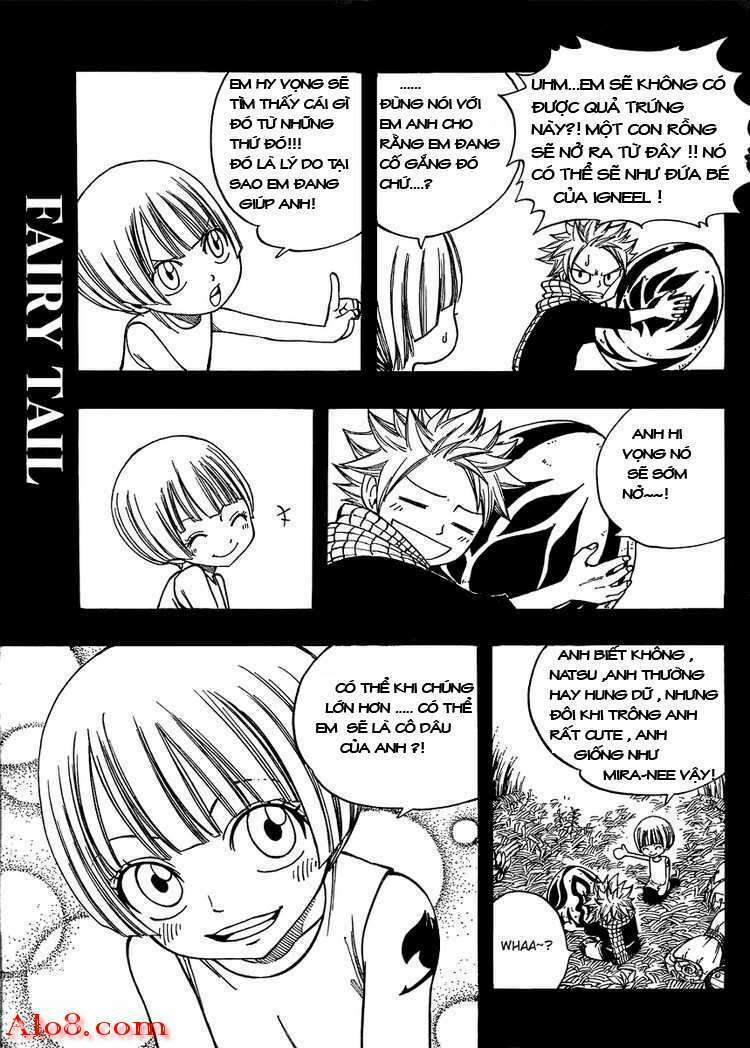 UHM...EM SẼ KHÔNG CÓ
ĐƯỢC QUẢ TRỨNG
NÀY?! MỘT CON RỒNG
SẼ NỞ RA TỪ ĐÂY !! NÓ
CÓ THỂ SẼ NHƯ ĐỨA BÉ
CỦA IGNEEL !
......
ĐỪNG NÓI VỚI
EM ANH CHO
RẰNG EM ĐANG
CỐ GẮNG ĐÓ
CHỨ....?
EM HY VỌNG SẼ
TÌM THẤY CÁI GÌ
ĐÓ TỪ NHỮNG
THỨ ĐÓ!!!
ĐÓ LÀ LÝ DO TẠI
SAO EM ĐANG
GIÚP ANH!
FAIRY TAIL
ANH HI
VỌNG NÓ
SẼ SỚM
NỞ~~!
ANH BIẾT KHÔNG ,
NATSU ,ANH THƯỜNG
HAY HUNG DỮ , NHƯNG
ĐÔI KHI TRÔNG ANH
RẤT CUTE , ANH
GIỐNG NHƯ
MIRA-NEE VẬY!
WHAA~?
CÓ THỂ KHI CHÚNG
LỚN HƠN ..... CÓ THỂ
EM SẼ LÀ CÔ DÂU
CỦA ANH ?!
Alo8.com